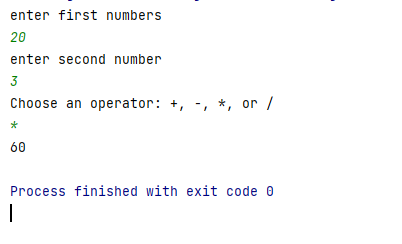 enter first numbers
20
enter second number
3
Choose an operator: +, -, *, or /
*
60
Process finished with exit code 0